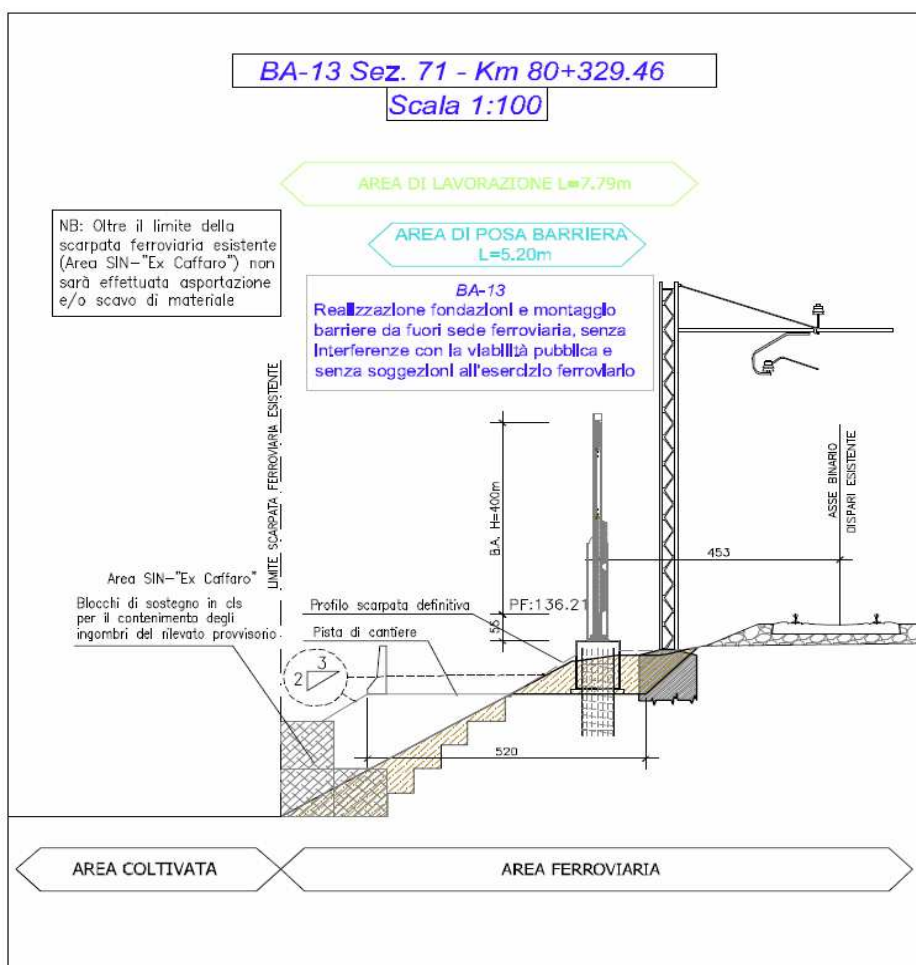 BA-13 Sez. 71 - Km 80+329.46
Scala 1:100
AREA DI LAVORAZIONE L=7.79m
NB: Oltre il limite della
scarpata ferroviaria esistente
(Area SIN-"Ex Caffaro") non
sarà effettuata asportazione
e/o scavo di materiale
AREA DI POSA BARRIERA
L=5.20m
BA-13
Realizzazione fondazioni e montaggio
barriere da fuori sede ferroviaria, senza
interferenze con la viabilità pubblica e
senza soggezioni all'esercizio ferroviario
LIMITE SCARPATA FERROVIARIA ESISTENTE
B.A. H=400m
ASSE BINARIO
DISPARI ESISTENTE
453
Area SIN-"Ex Caffaro"
Blocchi di sostegno in cls
per il contenimento degli
ingombri del rilevato provvisorio
Profilo scarpata definitiva
PF:136.21
55
Pista di cantiere
3
2
520
AREA COLTIVATA
AREA FERROVIARIA